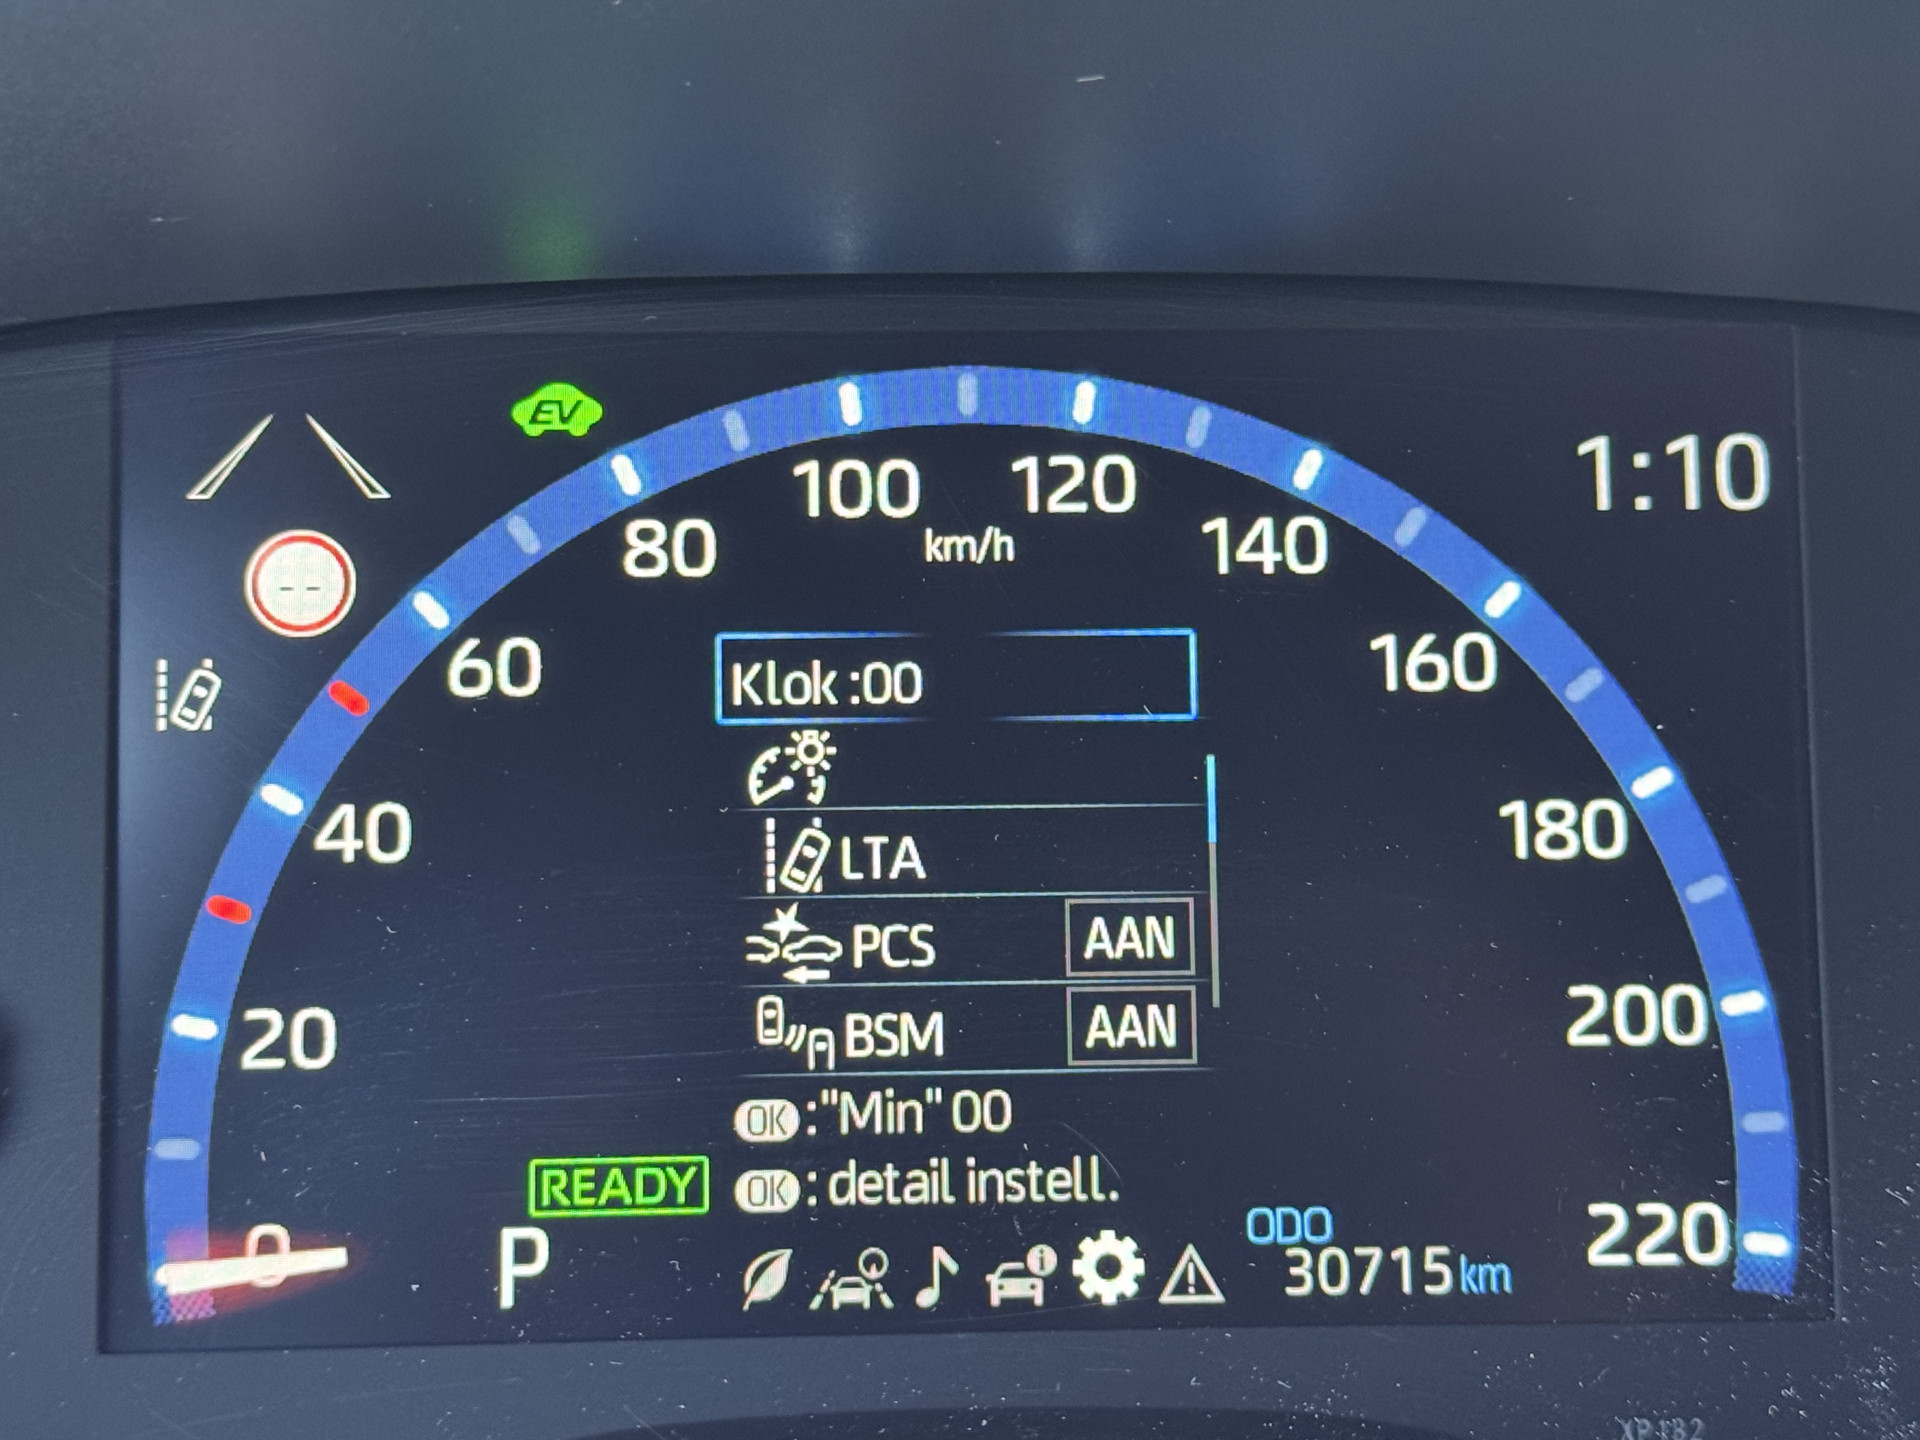 EV
1:10
100
120
km/h
80
140
60
160
Klok :00
40
180
LTA
PCS AAN
BSM AAN
20
200
OK :"Min" 00
READY
OK : detail instell.
0
P
ODO
30715 km
220
XP182